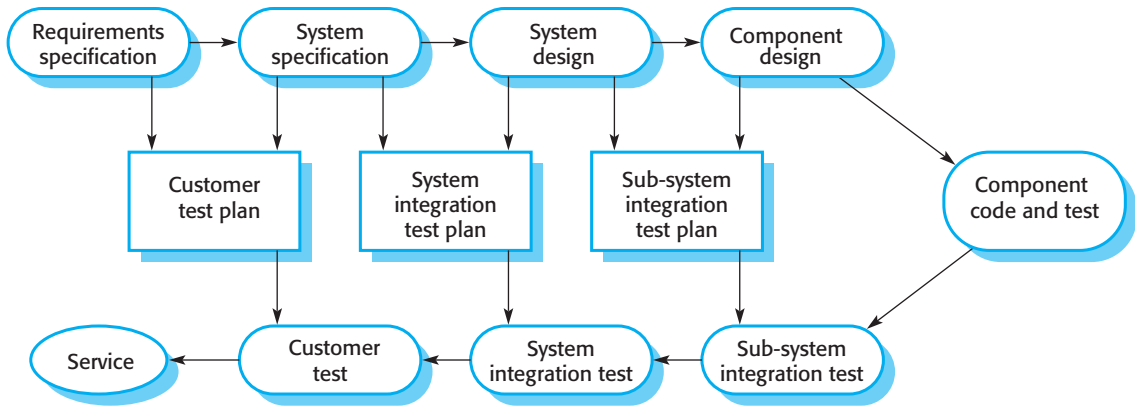 Requirements
specification
System
specification
System
design
Component
design
Customer
test plan
System
integration
test plan
Sub-system
integration
test plan
Component
code and test
Service
Customer
test
System
integration test
Sub-system
integration test